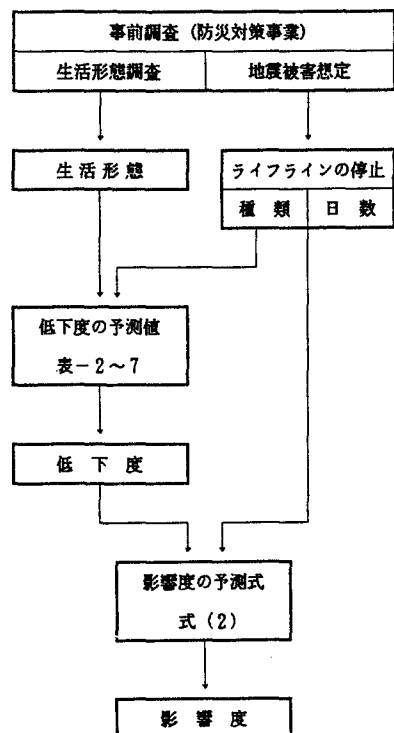 事前調査（防災対策事業）
生活形態調査 地震被害想定
生活形態 ライフラインの停止
種類 日数
低下度の予測値
表－2～7
低下度
影響度の予測式
式（2）
影響度